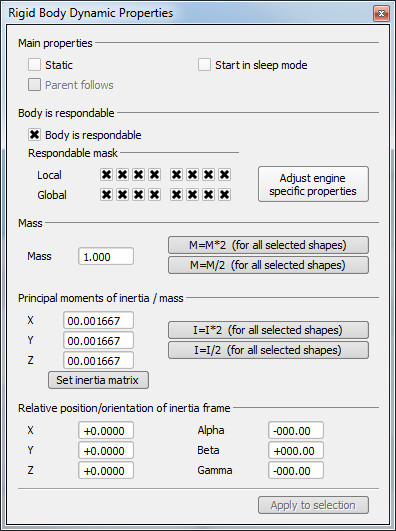 Rigid Body Dynamic Properties
Main properties
Static Start in sleep mode
Parent follows
Body is respondable
Body is respondable
Respondable mask
Local
Global
Adjust engine
specific properties
Mass
Mass 1.000
M=M*2 (for all selected shapes)
M=M/2 (for all selected shapes)
Principal moments of inertia / mass
X 00.001667
Y 00.001667
Z 00.001667
I=I*2 (for all selected shapes)
I=I/2 (for all selected shapes)
Set inertia matrix
Relative position/orientation of inertia frame
X +0.0000 Alpha -000.00
Y +0.0000 Beta +000.00
Z +0.0000 Gamma -000.00
Apply to selection